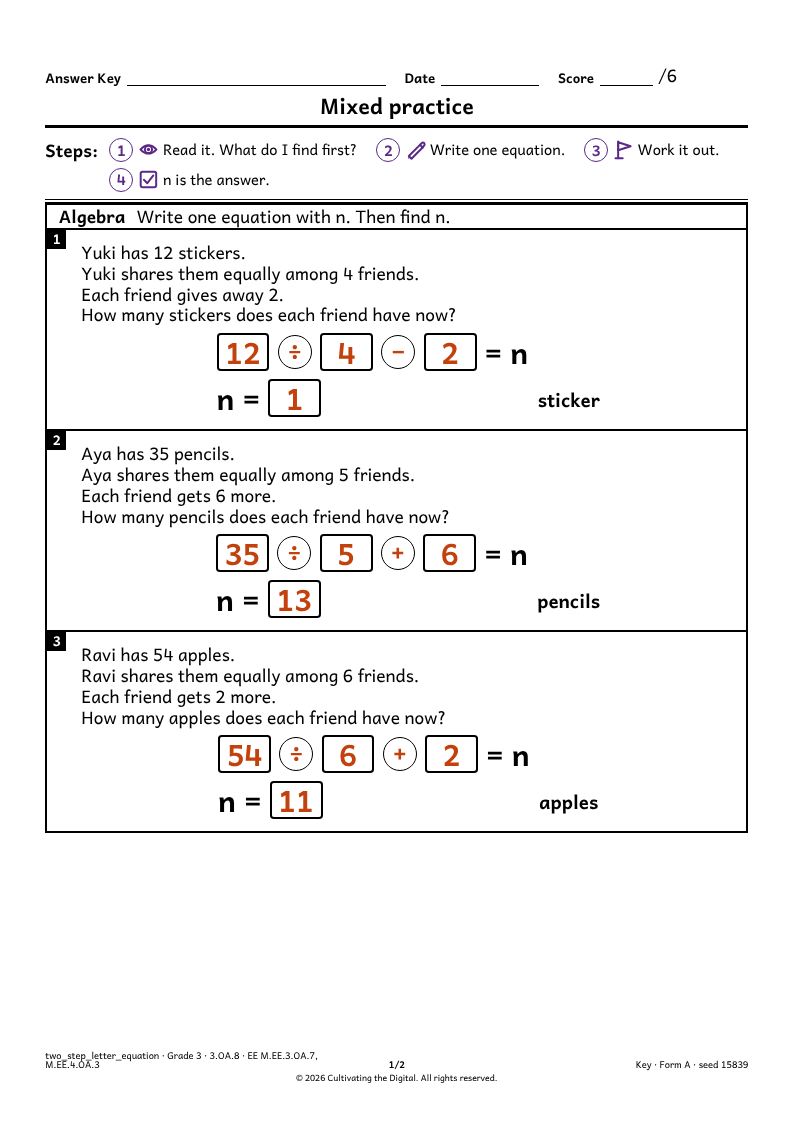 Answer Key Date Score /6
Mixed practice
Steps: 1 Read it. What do I find first? 2 Write one equation. 3 Work it out.
4 n is the answer.
Algebra Write one equation with n. Then find n.
1
Yuki has 12 stickers.
Yuki shares them equally among 4 friends.
Each friend gives away 2.
How many stickers does each friend have now?
12 ÷ 4 − 2 = n
n = 1 sticker
2
Aya has 35 pencils.
Aya shares them equally among 5 friends.
Each friend gets 6 more.
How many pencils does each friend have now?
35 ÷ 5 + 6 = n
n = 13 pencils
3
Ravi has 54 apples.
Ravi shares them equally among 6 friends.
Each friend gets 2 more.
How many apples does each friend have now?
54 ÷ 6 + 2 = n
n = 11 apples
two_step_letter_equation · Grade 3 · 3.OA.8 · EE M.EE.3.OA.7,
M.EE.4.OA.3 1/2 Key · Form A · seed 15839
© 2026 Cultivating the Digital. All rights reserved.